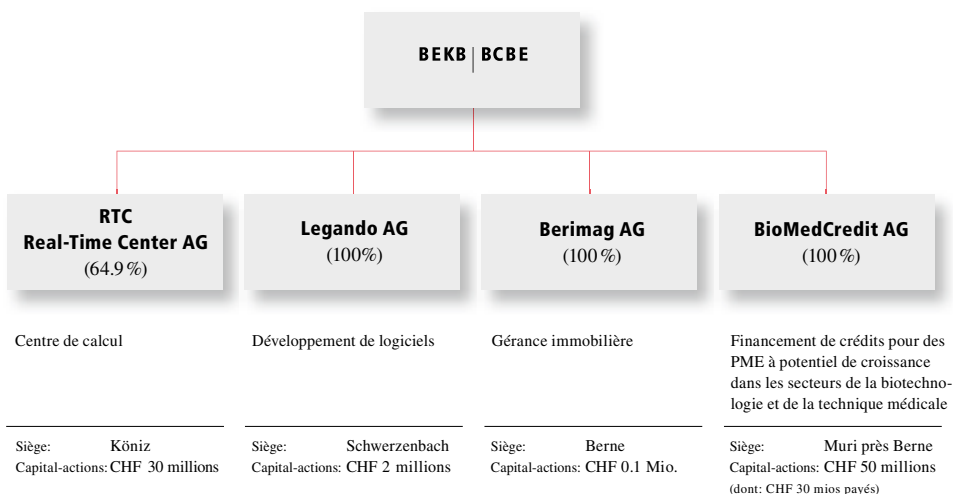 BEKB | BCBE
RTC
Real-Time Center AG
(64.9 %)
Legando AG
(100%)
Berimag AG
(100 %)
BioMedCredit AG
(100 %)
Centre de calcul
Développement de logiciels
Gérance immobilière
Financement de crédits pour des
PME à potentiel de croissance
dans les secteurs de la biotechno-
logie et de la technique médicale
Siège: Köniz
Capital-actions: CHF 30 millions
Siège: Schwerzenbach
Capital-actions: CHF 2 millions
Siège: Berne
Capital-actions: CHF 0.1 Mio.
Siège: Muri près Berne
Capital-actions: CHF 50 millions
(dont: CHF 30 mios payés)